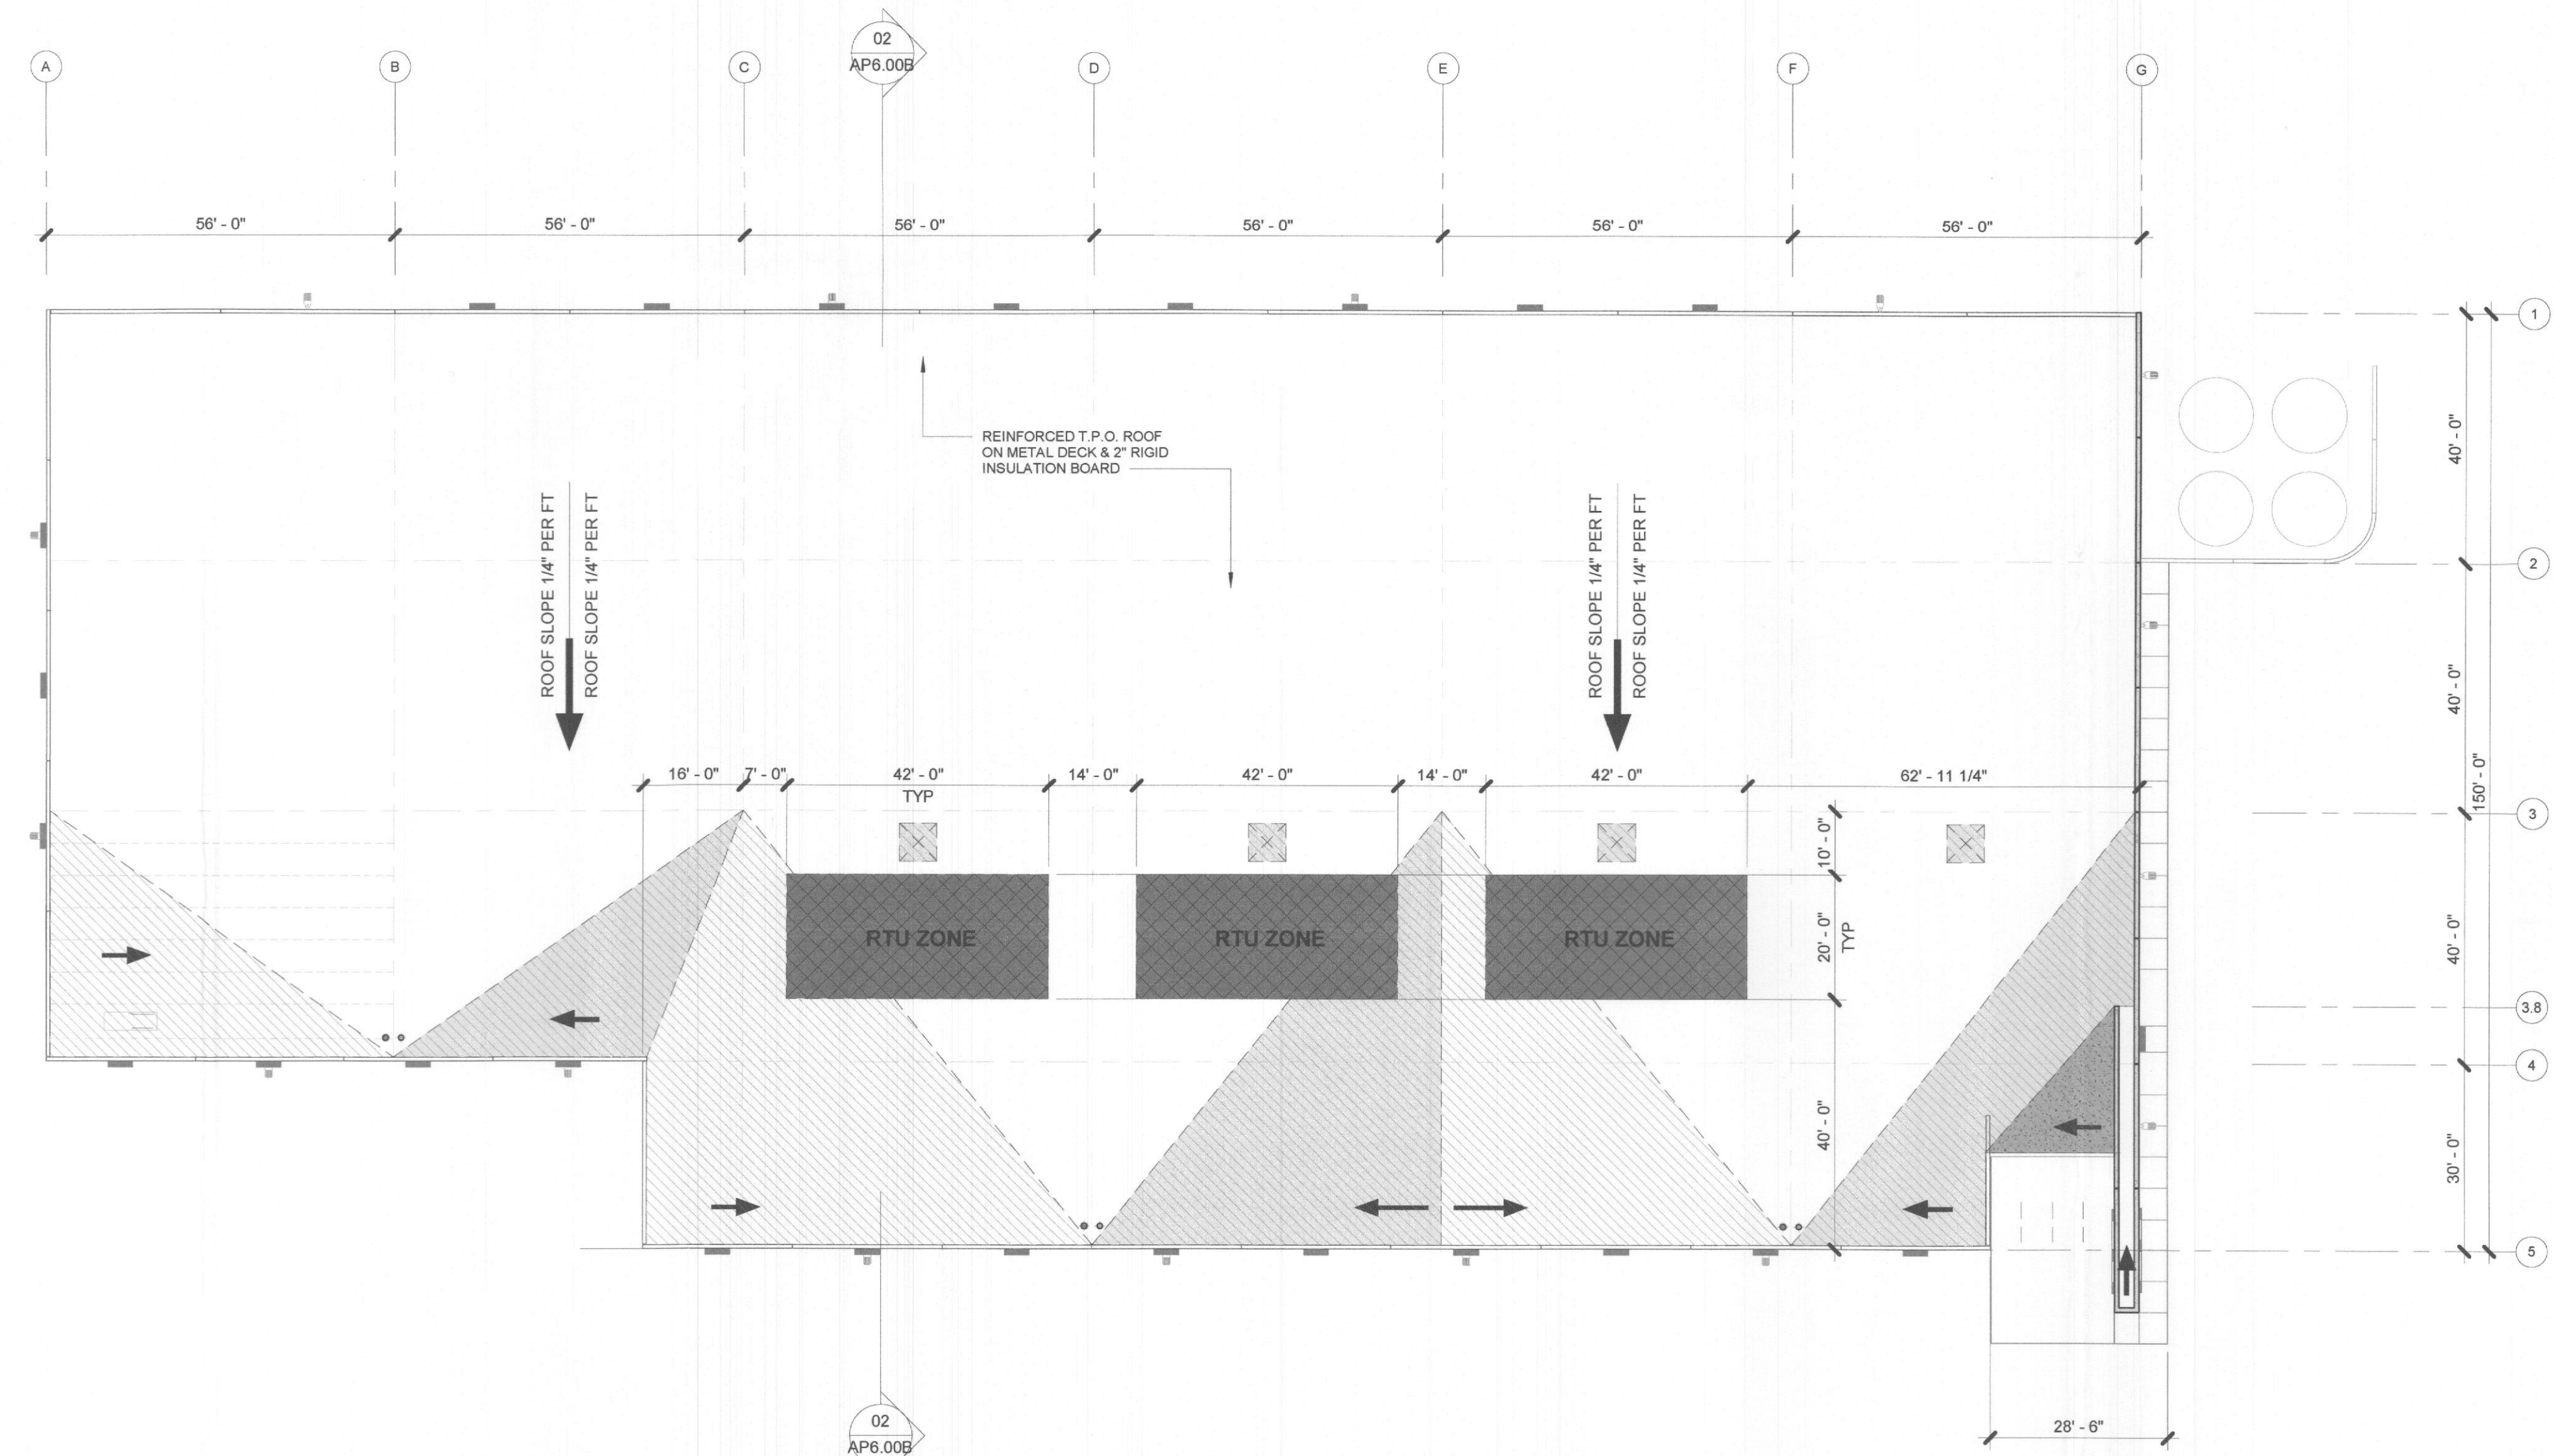 02
AP6.00B
A
B
C
D
E
F
G
56' - 0"
56' - 0"
56' - 0"
56' - 0"
56' - 0"
56' - 0"
1
REINFORCED T.P.O. ROOF
ON METAL DECK & 2" RIGID
INSULATION BOARD
40' - 0"
2
ROOF SLOPE 1/4" PER FT
ROOF SLOPE 1/4" PER FT
ROOF SLOPE 1/4" PER FT
ROOF SLOPE 1/4" PER FT
40' - 0"
150' - 0"
16' - 0"
7' - 0"
42' - 0"
TYP
14' - 0"
42' - 0"
14' - 0"
42' - 0"
62' - 11 1/4"
3
10' - 0"
RTU ZONE
RTU ZONE
RTU ZONE
20' - 0"
TYP
40' - 0"
3.8
4
40' - 0"
30' - 0"
5
02
AP6.00B
28' - 6"